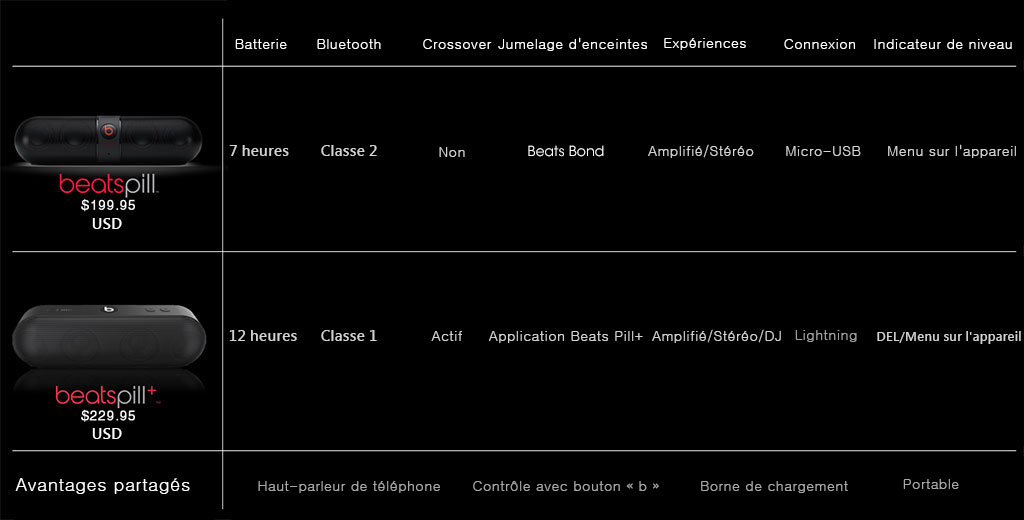 Batterie Bluetooth Crossover Jumelage d'enceintes Expériences Connexion Indicateur de niveau
7 heures Classe 2 Non Beats Bond Amplifié/Stéréo Micro-USB Menu sur l'appareil
beatspill
$199.95
USD
12 heures Classe 1 Actif Application Beats Pill+ Amplifié/Stéréo/DJ Lightning DEL/Menu sur l'appareil
beatspill+
$229.95
USD
Avantages partagés Haut-parleur de téléphone Contrôle avec bouton « b » Borne de chargement Portable